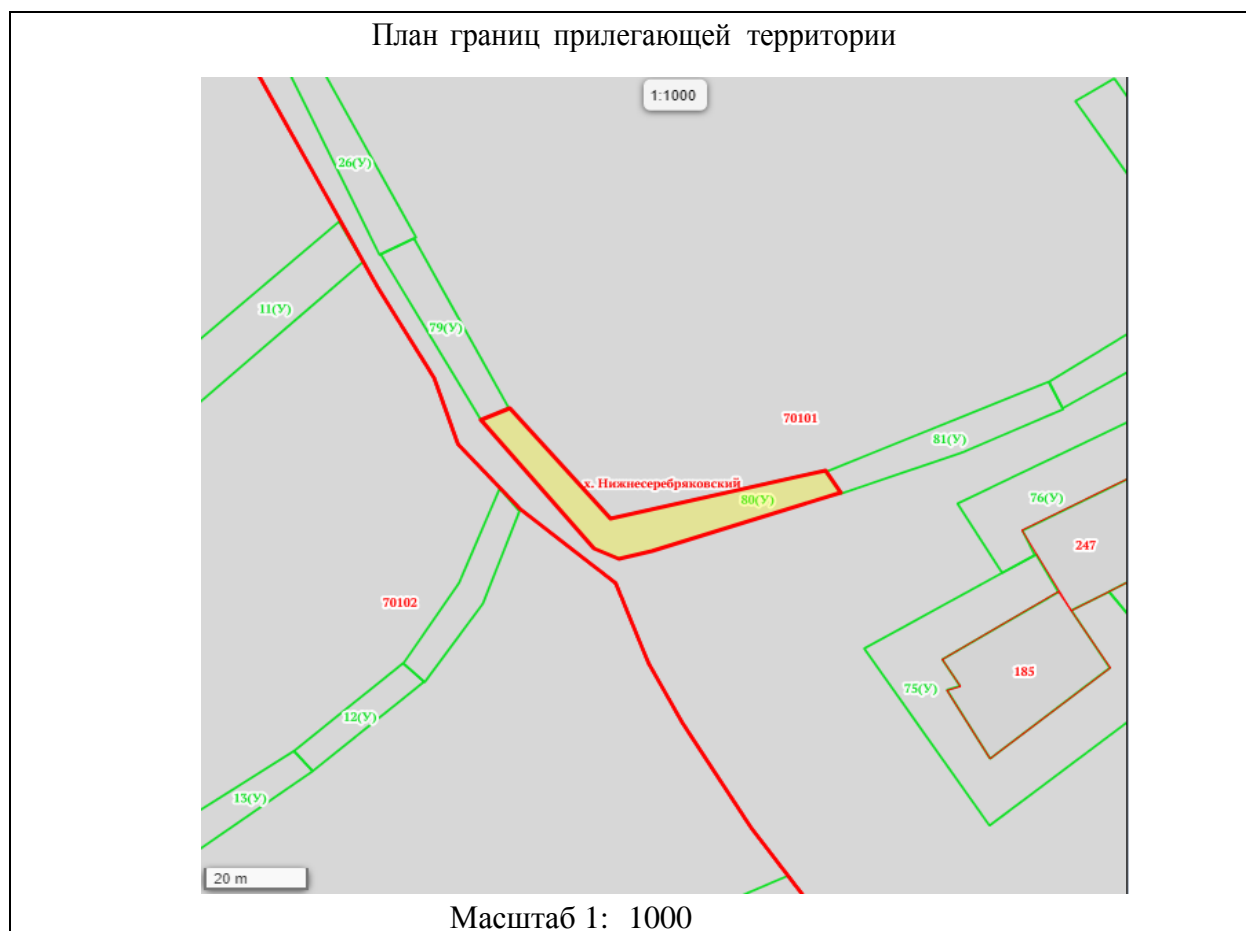 План границ прилегающей территории
1:1000
26(У)
11(У)
79(У)
70101
81(У)
х. Нижнесеребряковский
80(У)
76(У)
247
70102
185
75(У)
12(У)
13(У)
20 m
Масштаб 1: 1000